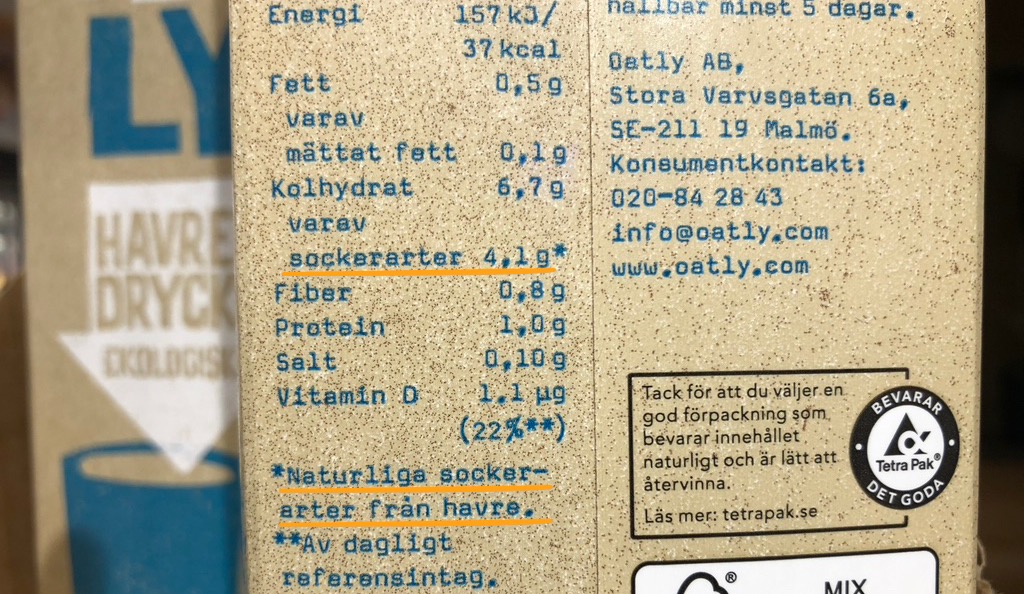 LY
HAVRE
DRYCK
EKOLOGISK
Energi 157 kJ/
37 kcal
Fett 0,5 g
varav
mättat fett 0,1 g
Kolhydrat 6,7 g
varav
sockerarter 4,1 g*
Fiber 0,8 g
Protein 1,0 g
Salt 0,10 g
Vitamin D 1.1 µg
(22%**)
*Naturliga socker-
arter från havre.
**Av dagligt
referensintag.
hållbar minst 5 dagar.
Oatly AB,
Stora Varvsgatan 6a,
SE-211 19 Malmö.
Konsumentkontakt:
020-84 28 43
info@oatly.com
www.oatly.com
Tack för att du väljer en
god förpackning som
bevarar innehållet
naturligt och är lätt att
återvinna.
Läs mer: tetrapak.se
BEVARAR
Tetra Pak®
DET GODA
®
MIX